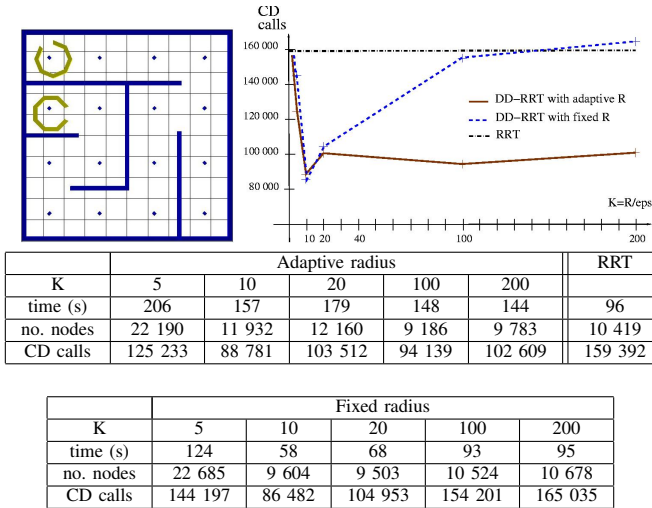 CD
calls
160 000
140 000
120 000
100 000
80 000
DD−RRT with adaptive R
DD−RRT with fixed R
RRT
K=R/eps
1 10 20 40 100 200
Adaptive radius RRT
K 5 10 20 100 200
time (s) 206 157 179 148 144 96
no. nodes 22 190 11 932 12 160 9 186 9 783 10 419
CD calls 125 233 88 781 103 512 94 139 102 609 159 392
Fixed radius
K 5 10 20 100 200
time (s) 124 58 68 93 95
no. nodes 22 685 9 604 9 503 10 524 10 678
CD calls 144 197 86 482 104 953 154 201 165 035